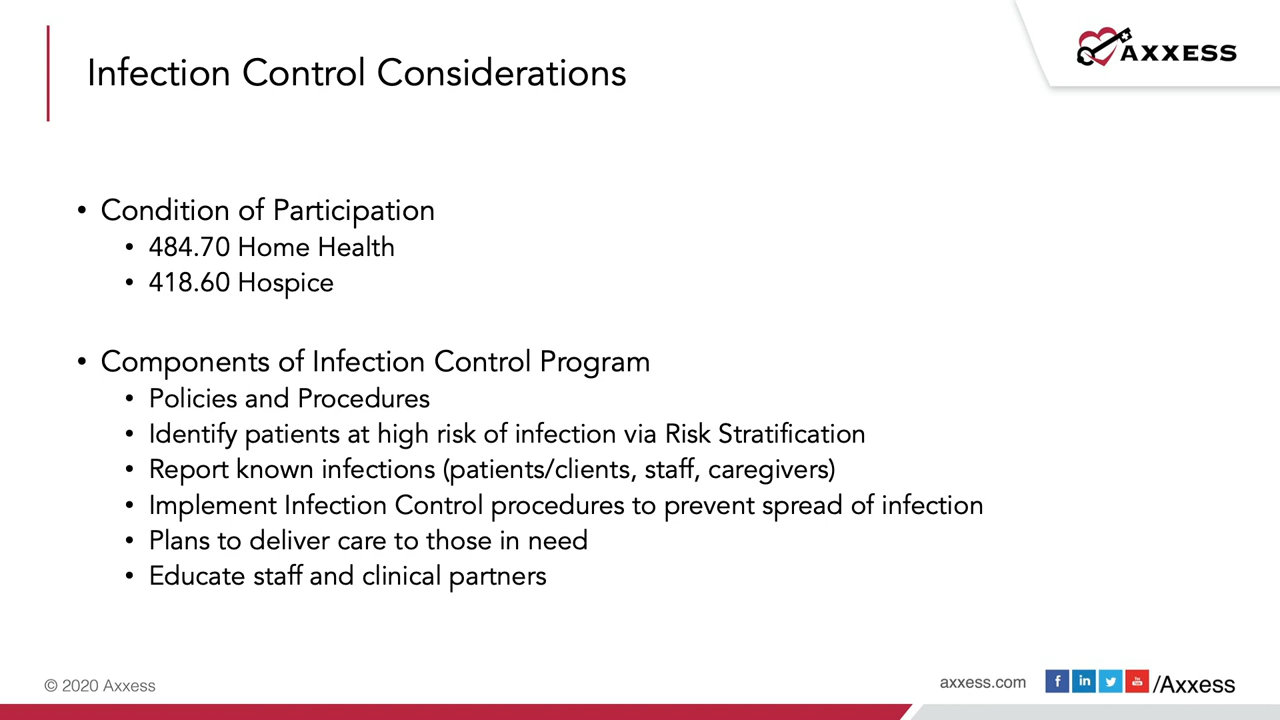 Infection Control Considerations
AXXESS
• Condition of Participation
• 484.70 Home Health
• 418.60 Hospice
• Components of Infection Control Program
• Policies and Procedures
• Identify patients at high risk of infection via Risk Stratification
• Report known infections (patients/clients, staff, caregivers)
• Implement Infection Control procedures to prevent spread of infection
• Plans to deliver care to those in need
• Educate staff and clinical partners
© 2020 Axxess
axxess.com f in You Tube /Axxess